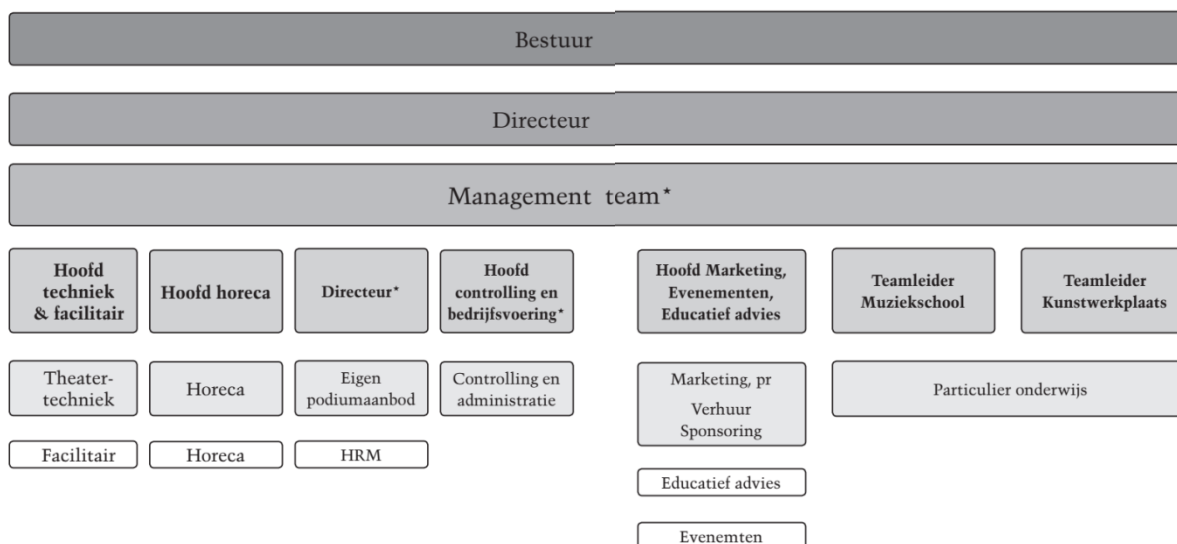 Bestuur
Directeur
Management team*
Hoofd
techniek
& facilitair
Hoofd horeca
Directeur*
Hoofd
controlling en
bedrijfsvoering*
Hoofd Marketing,
Evenementen,
Educatief advies
Teamleider
Muziekschool
Teamleider
Kunstwerkplaats
Theater-
techniek
Horeca
Eigen
podiumaanbod
Controlling en
administratie
Marketing, pr
Verhuur
Sponsoring
Particulier onderwijs
Facilitair
Horeca
HRM
Educatief advies
Evenemten